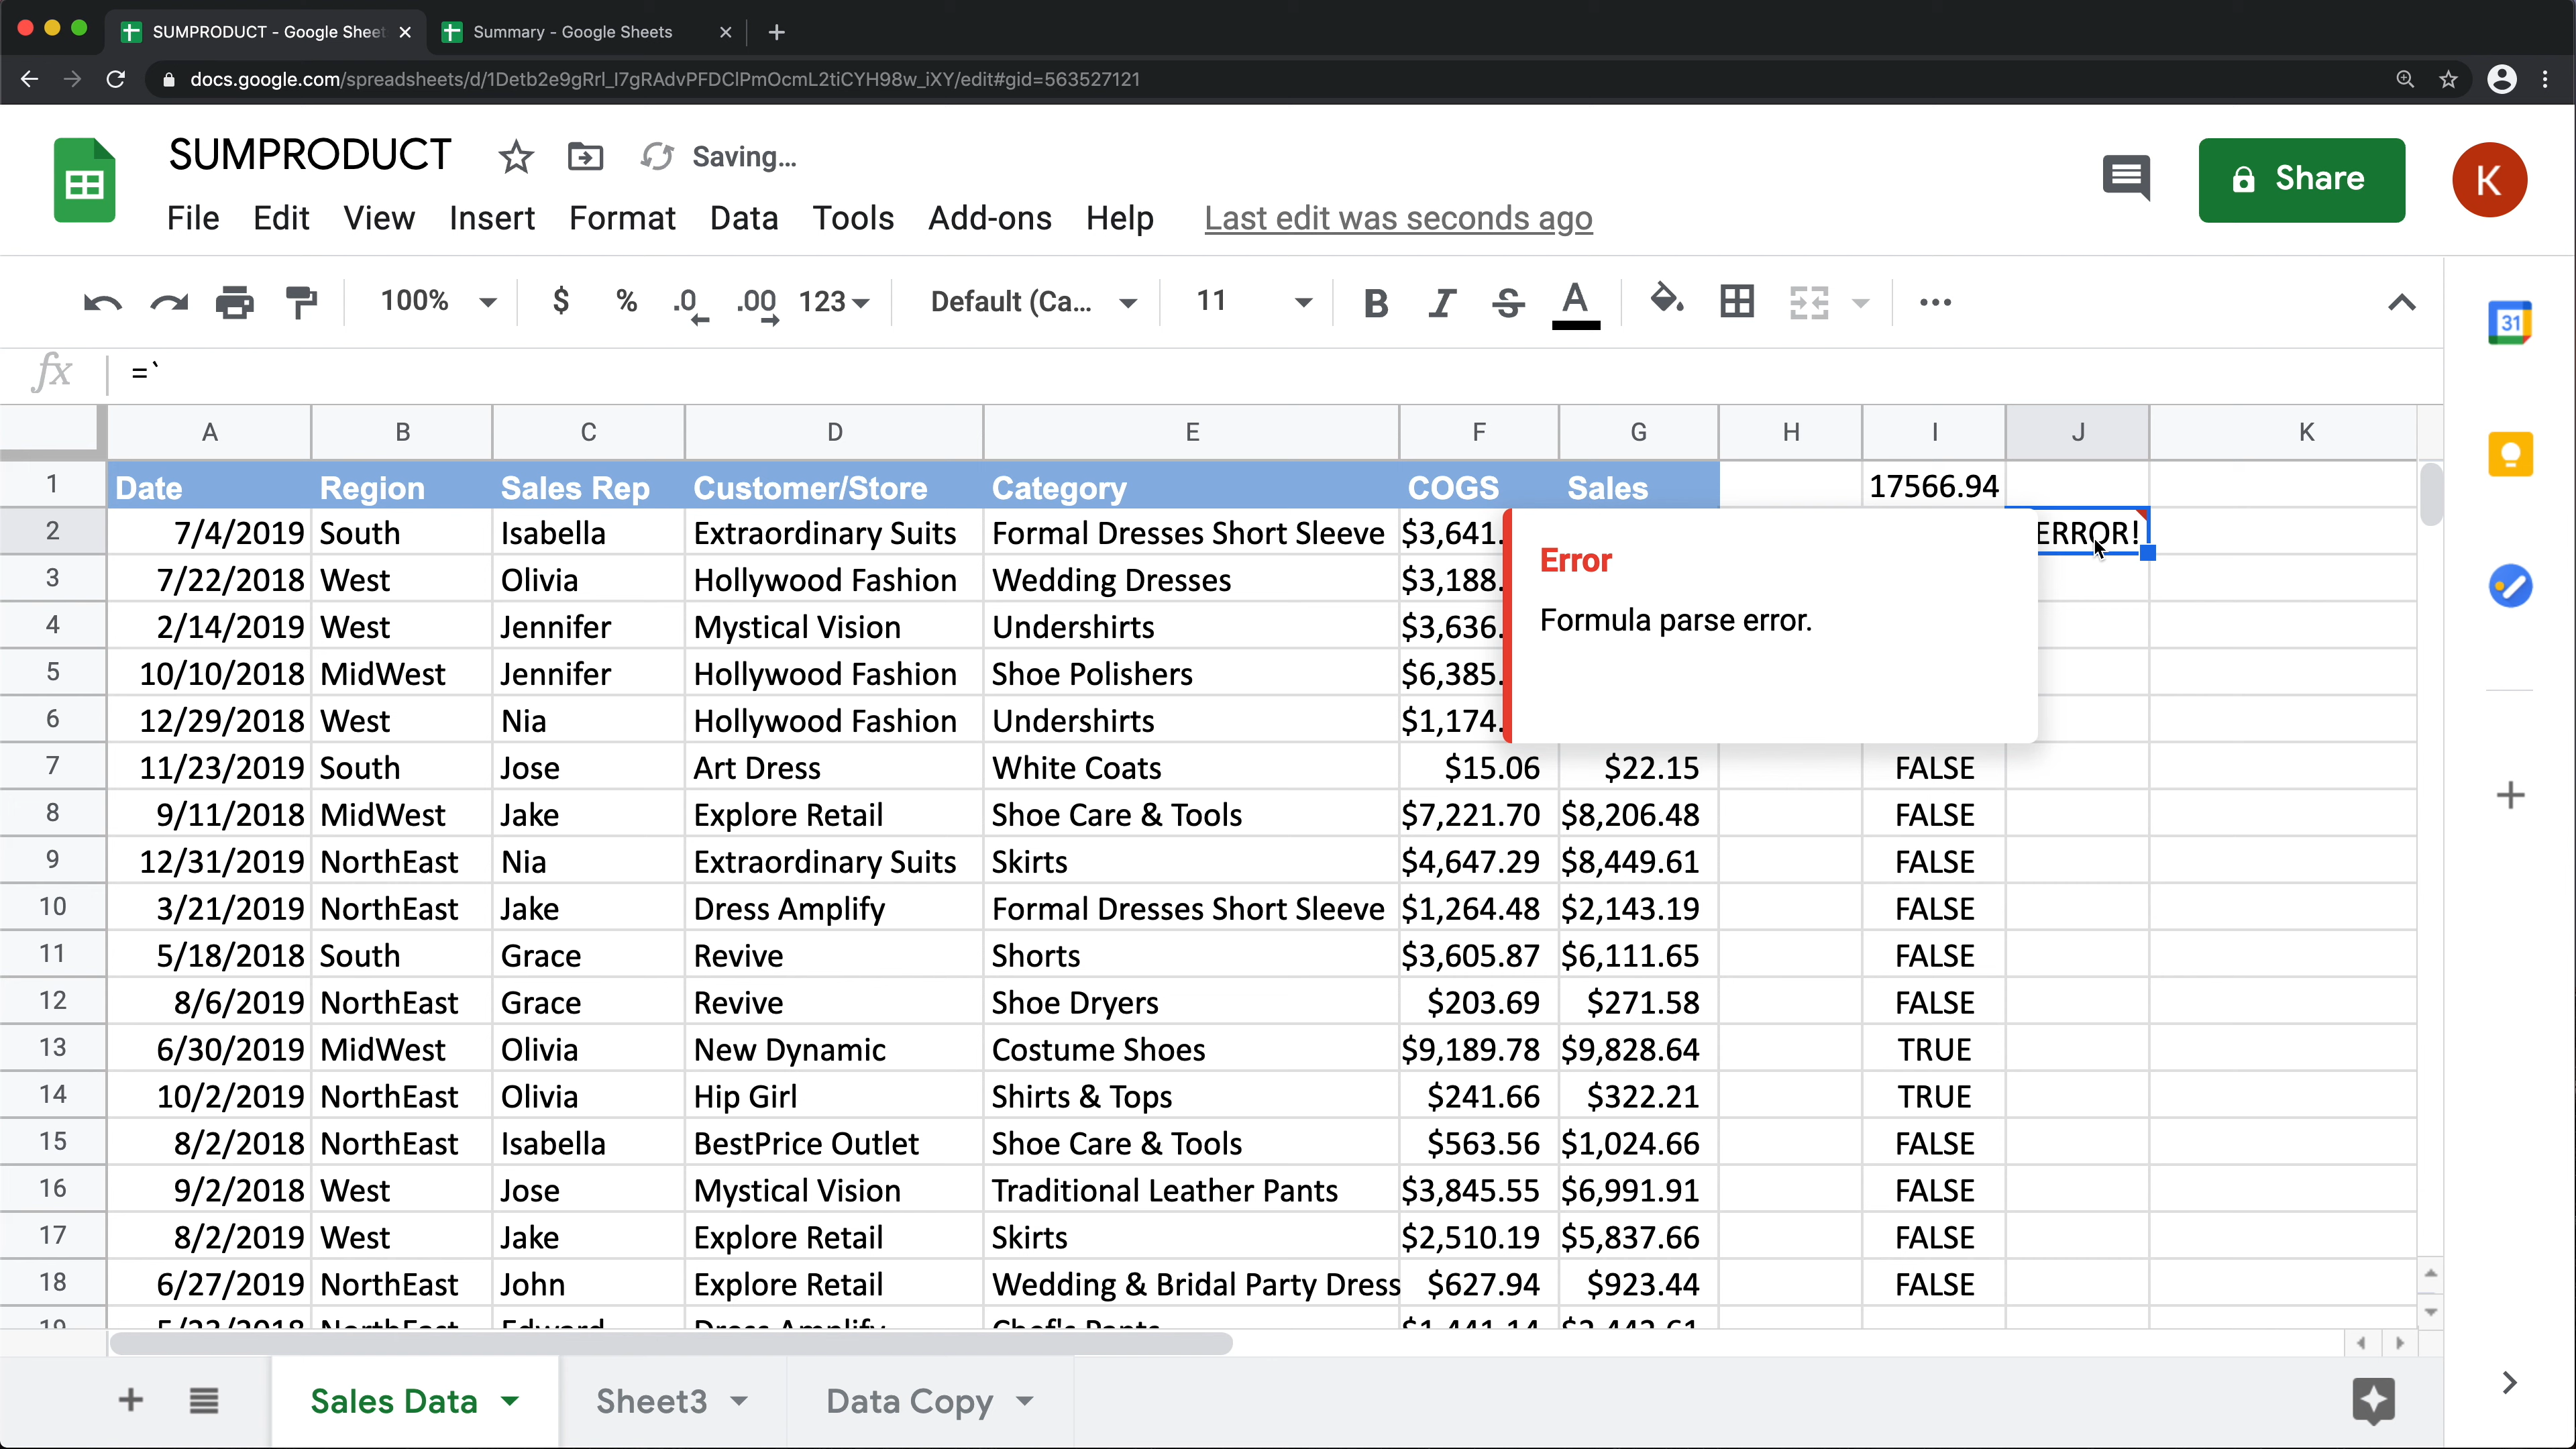 SUMPRODUCT - Google Sheet
Summary - Google Sheets
docs.google.com/spreadsheets/d/1Detb2e9gRrl_l7gRAdvPFDClPmOcmL2tiCYH98w_iXY/edit#gid=563527121
SUMPRODUCT Saving...
File Edit View Insert Format Data Tools Add-ons Help Last edit was seconds ago
Share
K
100% $ % .0 .00 123 Default (Ca... 11 B I S A
31
fx =`
A B C D E F G H I J K
1 Date Region Sales Rep Customer/Store Category COGS Sales 17566.94
2 7/4/2019 South Isabella Extraordinary Suits Formal Dresses Short Sleeve $3,641. ERROR!
Error
3 7/22/2018 West Olivia Hollywood Fashion Wedding Dresses $3,188.
4 2/14/2019 West Jennifer Mystical Vision Undershirts $3,636.
Formula parse error.
5 10/10/2018 MidWest Jennifer Hollywood Fashion Shoe Polishers $6,385.
6 12/29/2018 West Nia Hollywood Fashion Undershirts $1,174.
7 11/23/2019 South Jose Art Dress White Coats $15.06 $22.15 FALSE
8 9/11/2018 MidWest Jake Explore Retail Shoe Care & Tools $7,221.70 $8,206.48 FALSE
9 12/31/2019 NorthEast Nia Extraordinary Suits Skirts $4,647.29 $8,449.61 FALSE
10 3/21/2019 NorthEast Jake Dress Amplify Formal Dresses Short Sleeve $1,264.48 $2,143.19 FALSE
11 5/18/2018 South Grace Revive Shorts $3,605.87 $6,111.65 FALSE
12 8/6/2019 NorthEast Grace Revive Shoe Dryers $203.69 $271.58 FALSE
13 6/30/2019 MidWest Olivia New Dynamic Costume Shoes $9,189.78 $9,828.64 TRUE
14 10/2/2019 NorthEast Olivia Hip Girl Shirts & Tops $241.66 $322.21 TRUE
15 8/2/2018 NorthEast Isabella BestPrice Outlet Shoe Care & Tools $563.56 $1,024.66 FALSE
16 9/2/2018 West Jose Mystical Vision Traditional Leather Pants $3,845.55 $6,991.91 FALSE
17 8/2/2019 West Jake Explore Retail Skirts $2,510.19 $5,837.66 FALSE
18 6/27/2019 NorthEast John Explore Retail Wedding & Bridal Party Dress $627.94 $923.44 FALSE
19 NorthEast Edward Dress Amplify Chef's Pants
Sales Data Sheet3 Data Copy